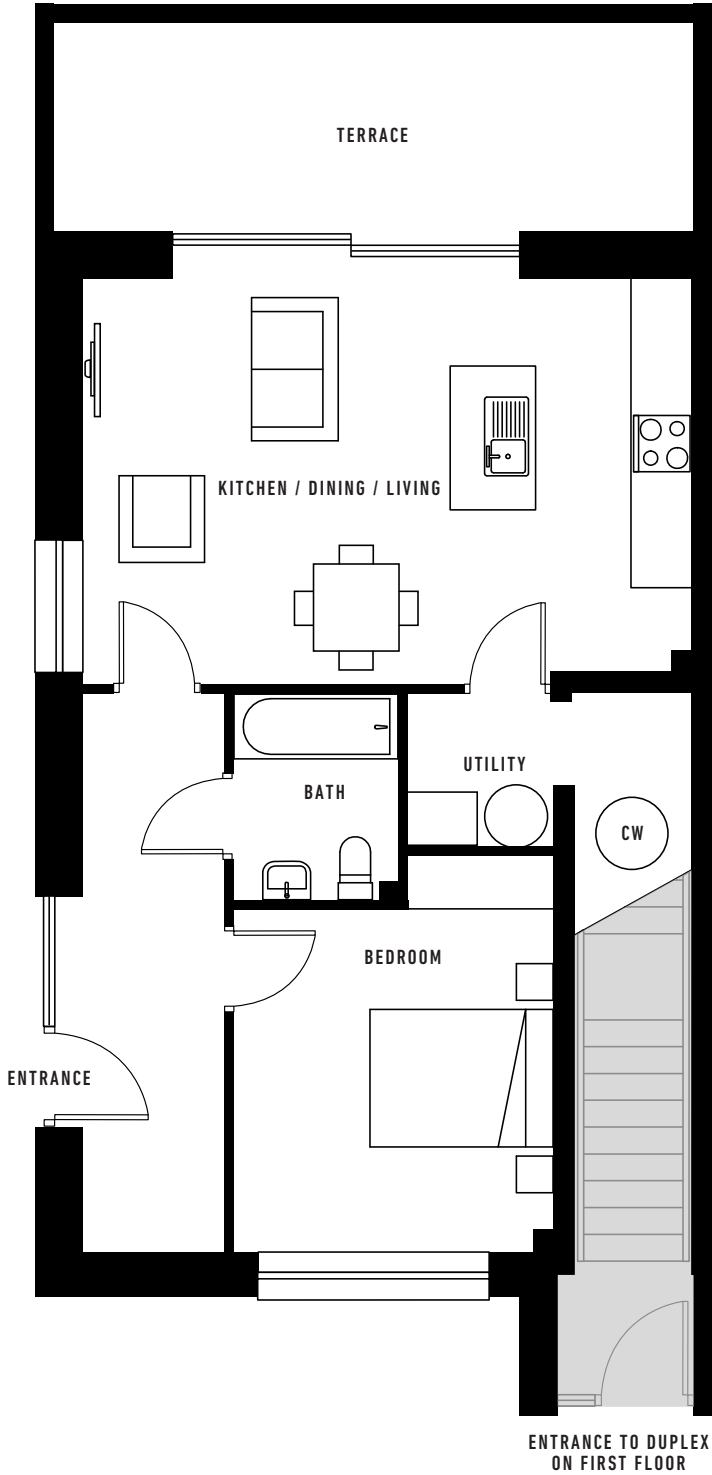 TERRACE
KITCHEN / DINING / LIVING
UTILITY
BATH
CW
BEDROOM
ENTRANCE
ENTRANCE TO DUPLEX
ON FIRST FLOOR